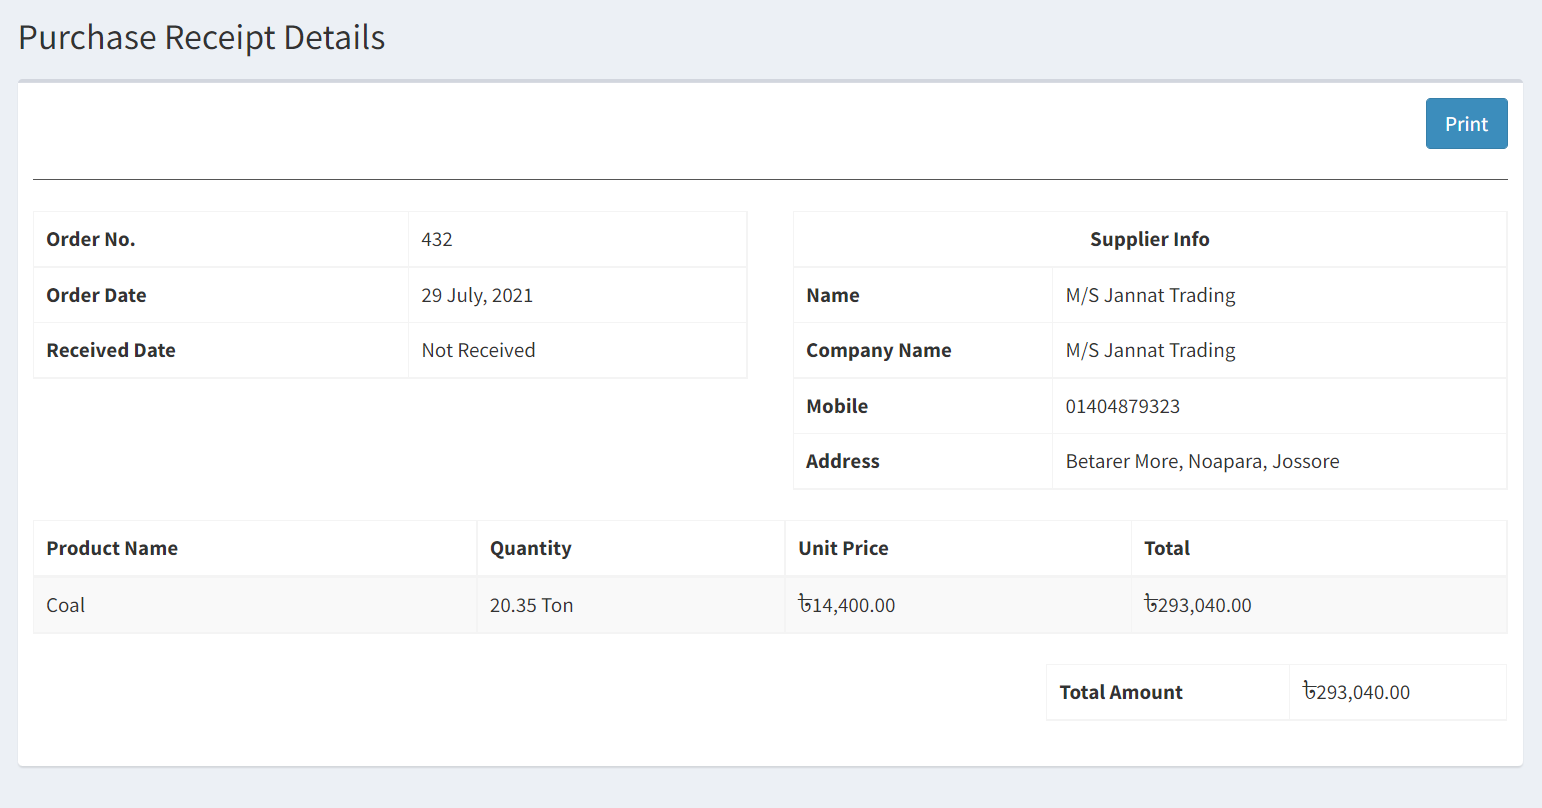 Purchase Receipt Details
Print
Order No. 432
Order Date 29 July, 2021
Received Date Not Received
Supplier Info
Name M/S Jannat Trading
Company Name M/S Jannat Trading
Mobile 01404879323
Address Betarer More, Noapara, Jossore
Product Name Quantity Unit Price Total
Coal 20.35 Ton ৳14,400.00 ৳293,040.00
Total Amount ৳293,040.00